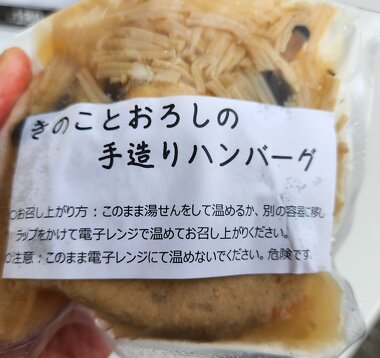 きのことおろしの
手造りハンバーグ
○お召し上がり方：このまま湯せんをして温めるか、別の容器に移し
ラップをかけて電子レンジで温めてお召し上がりください。
○注意：このまま電子レンジにて温めないでください。危険です